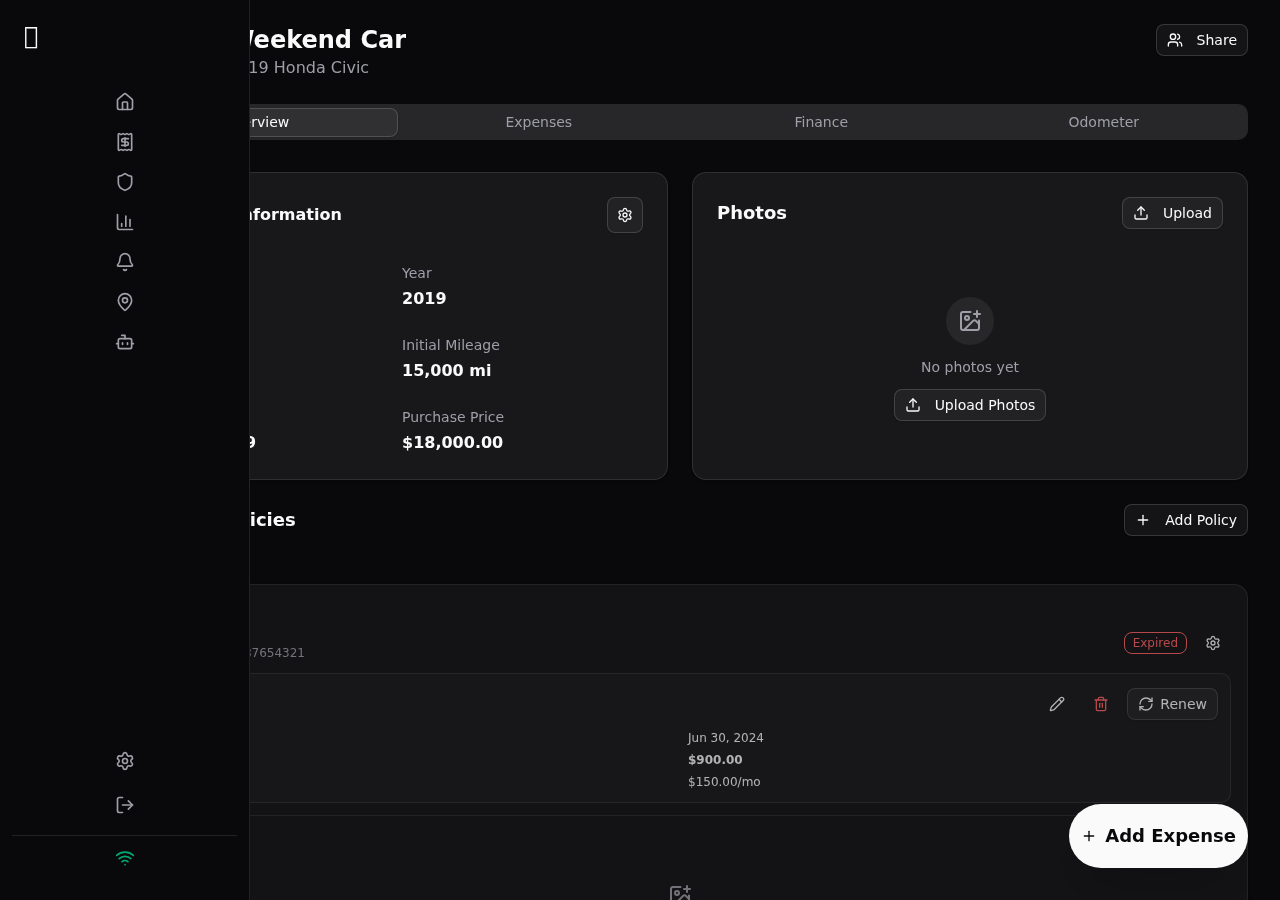 Weekend Car
19 Honda Civic
Share
rview
Expenses
Finance
Odometer
nformation
Photos
Upload
Year
2019
Initial Mileage
15,000 mi
Purchase Price
$18,000.00
9
No photos yet
Upload Photos
icies
Add Policy
7654321
Expired
Renew
Jun 30, 2024
$900.00
$150.00/mo
Add Expense